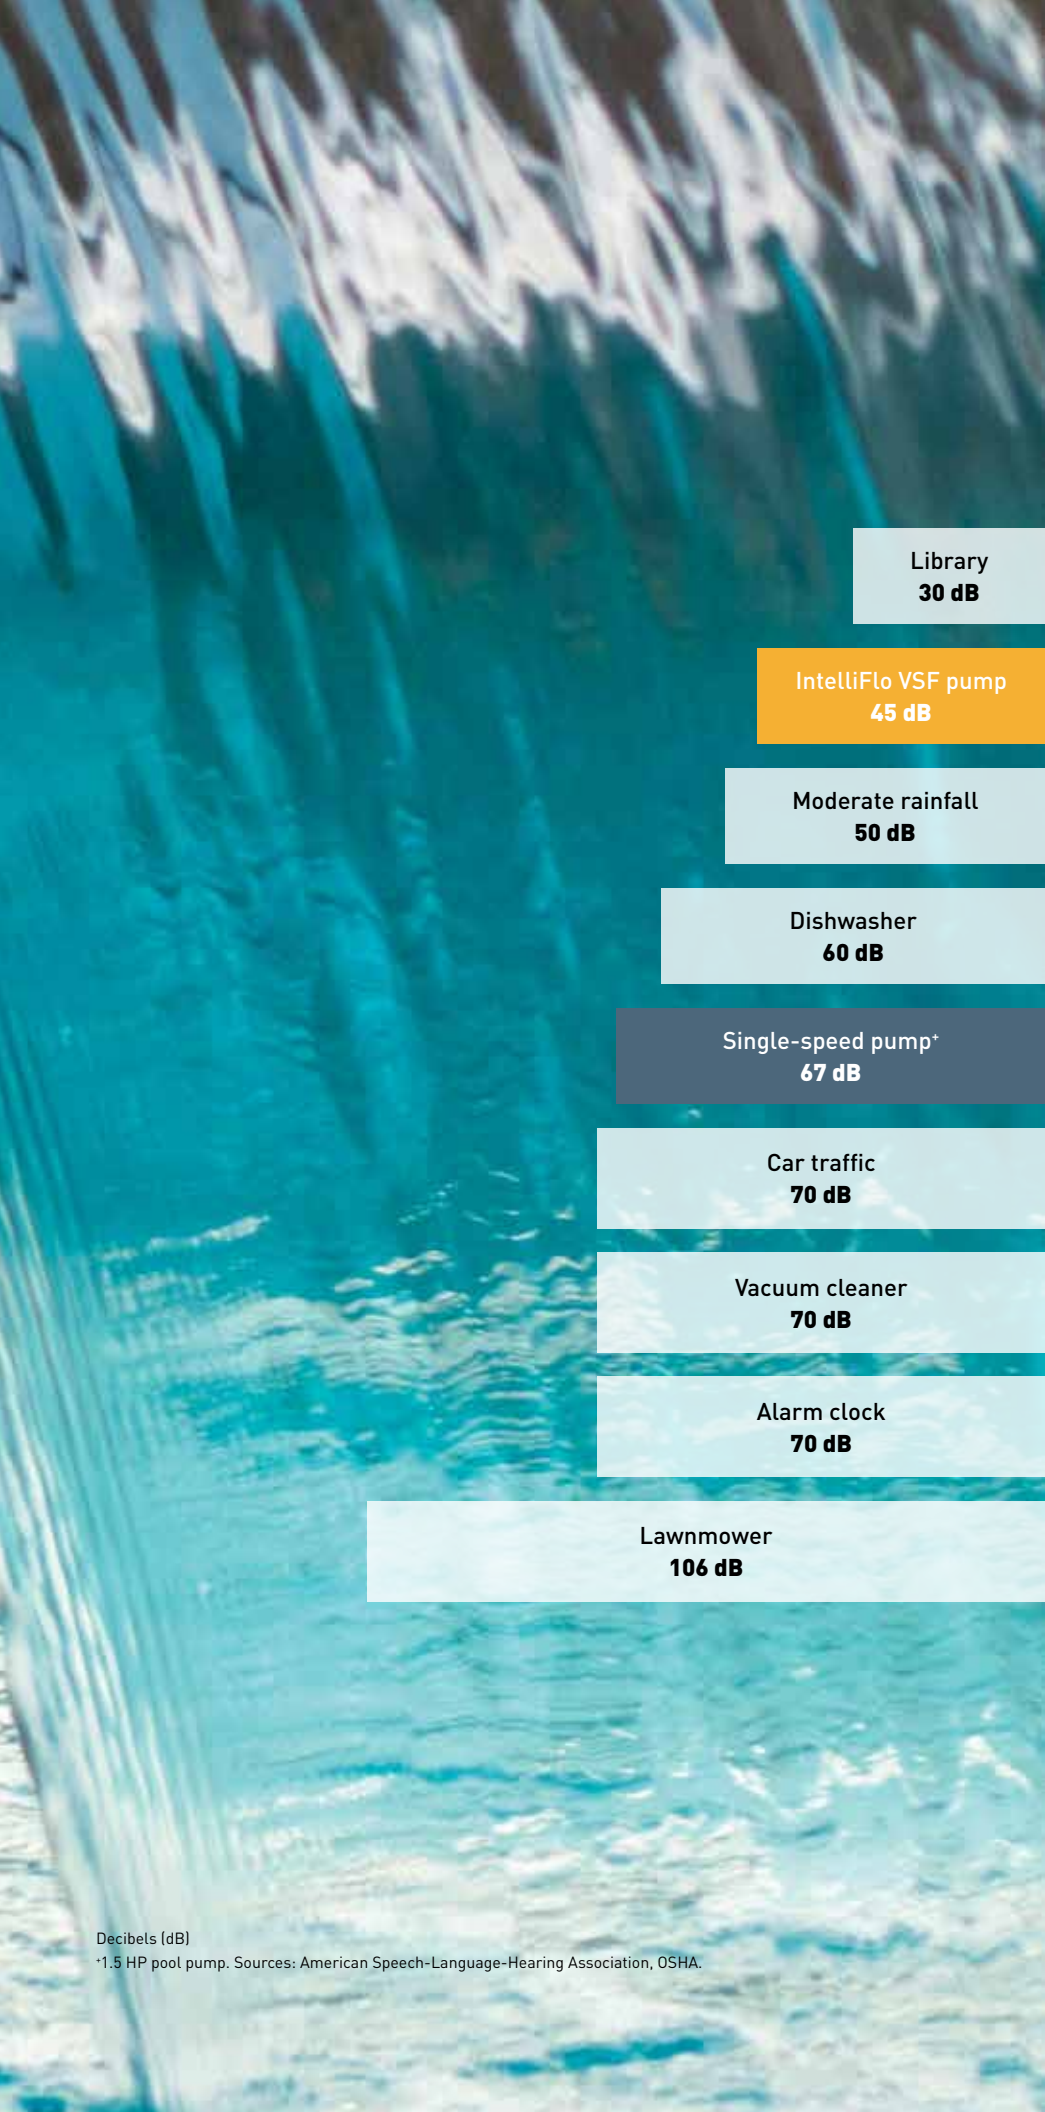 Library
30 dB
IntelliFlo VSF pump
45 dB
Moderate rainfall
50 dB
Dishwasher
60 dB
Single-speed pump⁺
67 dB
Car traffic
70 dB
Vacuum cleaner
70 dB
Alarm clock
70 dB
Lawnmower
106 dB
Decibels (dB)
⁺1.5 HP pool pump. Sources: American Speech-Language-Hearing Association, OSHA.